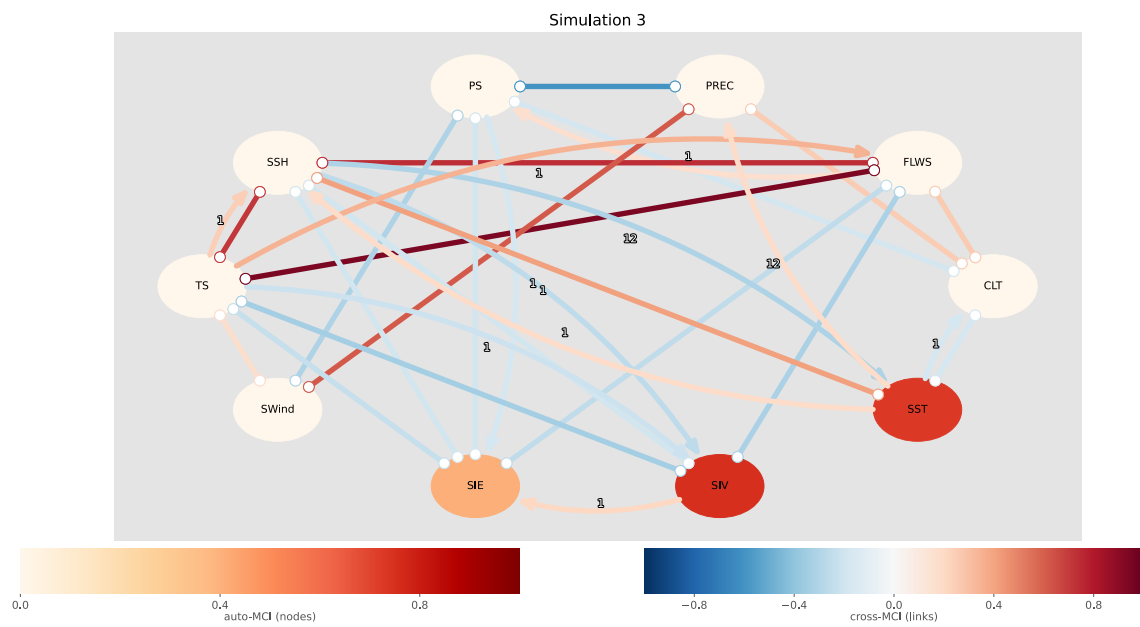 Simulation 3
PS
PREC
1
SSH
FLWS
1
1
12
12
TS
1
1
CLT
1
1
1
SWind
SST
SIE
SIV
1
0.0
0.4
0.8
auto-MCI (nodes)
−0.8
−0.4
0.0
0.4
0.8
cross-MCI (links)